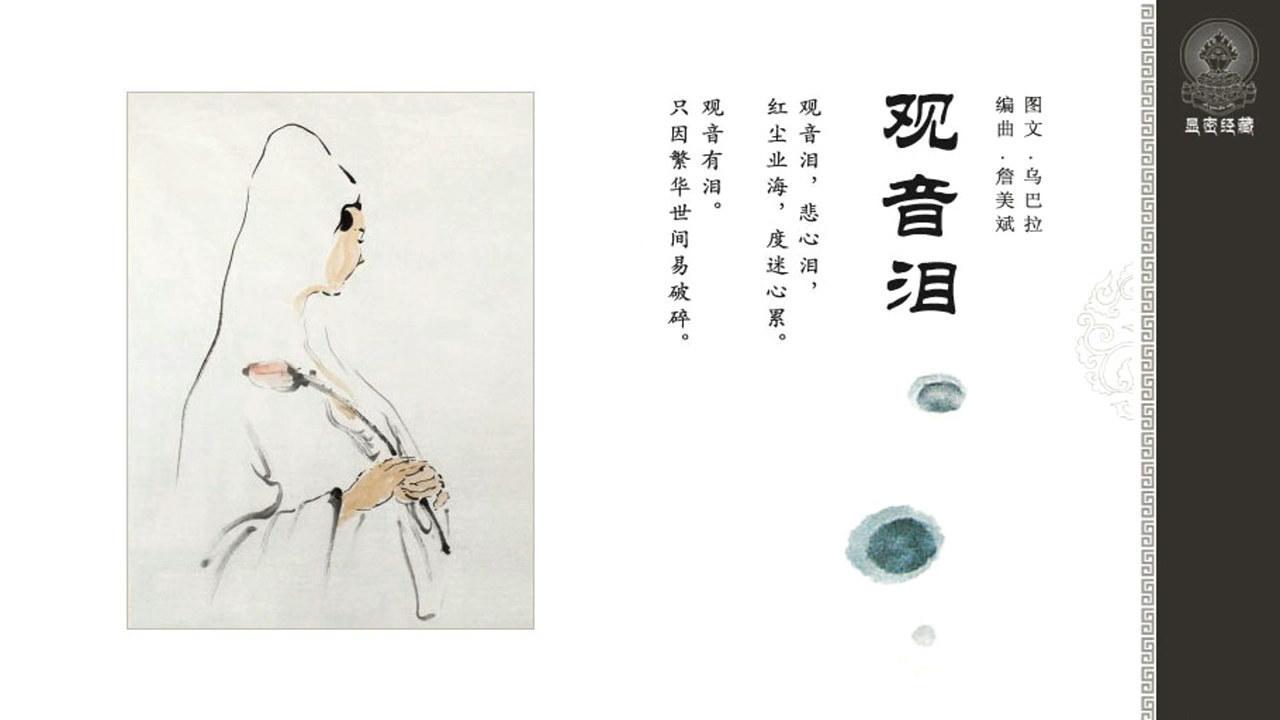 显密经藏
图文．乌巴拉
编曲．詹美斌
观音泪
观音泪，悲心泪，
红尘业海，度迷心累。
观音有泪。
只因繁华世间易破碎。